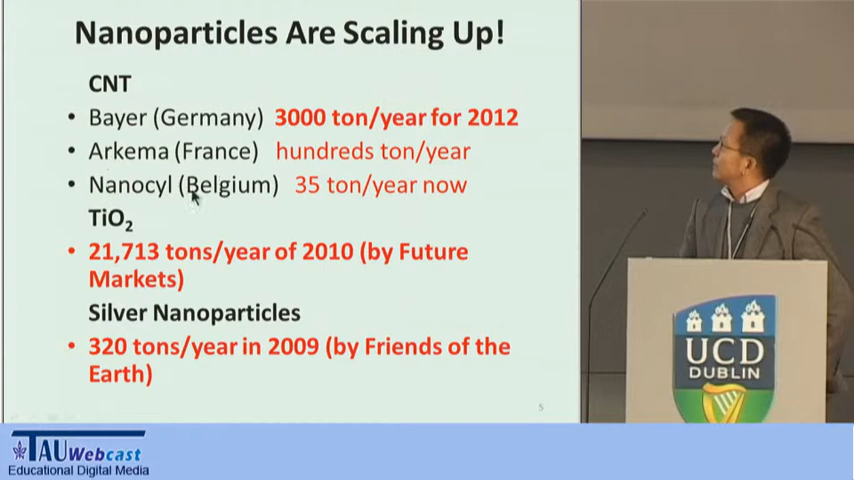 Nanoparticles Are Scaling Up!
CNT
• Bayer (Germany) 3000 ton/year for 2012
• Arkema (France) hundreds ton/year
• Nanocyl (Belgium) 35 ton/year now
TiO₂
• 21,713 tons/year of 2010 (by Future
Markets)
Silver Nanoparticles
• 320 tons/year in 2009 (by Friends of the
Earth)
5
UCD
DUBLIN
TAU Webcast
Educational Digital Media